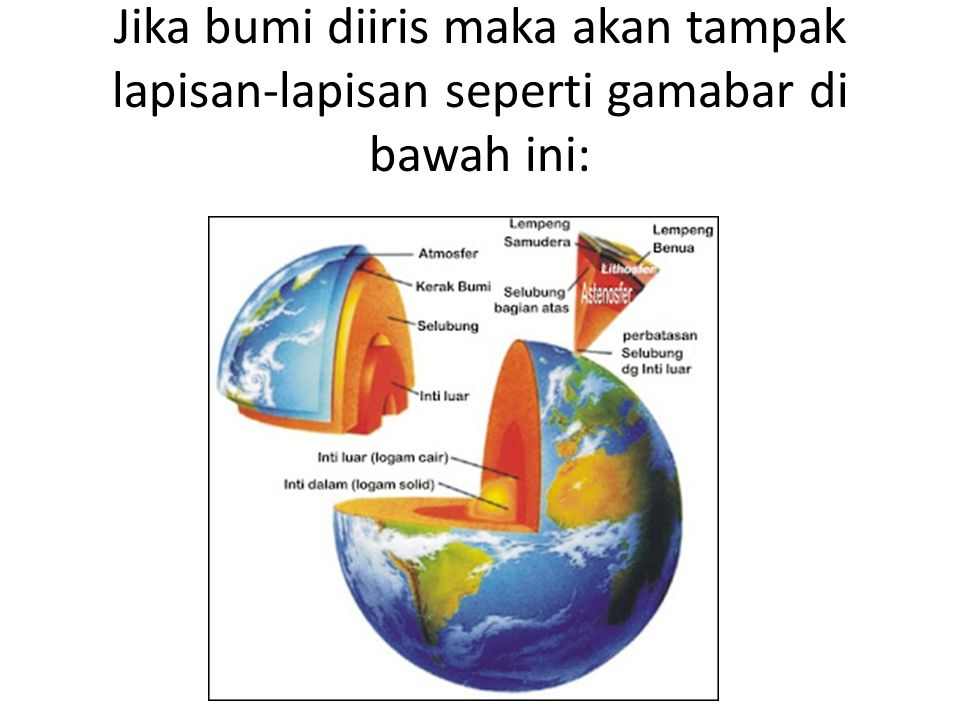 Jika bumi diiris maka akan tampak
lapisan-lapisan seperti gamabar di
bawah ini:
Lempeng
Samudera
Lempeng
Benua
Atmosfer
Lithosfer
Kerak Bumi
Selubung
bagian atas
Astenosfer
Selubung
perbatasan
Selubung
dg Inti luar
Inti luar
Inti luar (logam cair)
Inti dalam (logam solid)